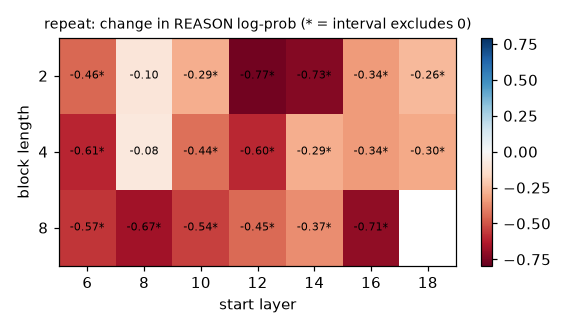 repeat: change in REASON log-prob (* = interval excludes 0)
block length
2 -0.46* -0.10 -0.29* -0.77* -0.73* -0.34* -0.26*
4 -0.61* -0.08 -0.44* -0.60* -0.29* -0.34* -0.30*
8 -0.57* -0.67* -0.54* -0.45* -0.37* -0.71*
6 8 10 12 14 16 18
start layer
0.75
0.50
0.25
0.00
−0.25
−0.50
−0.75